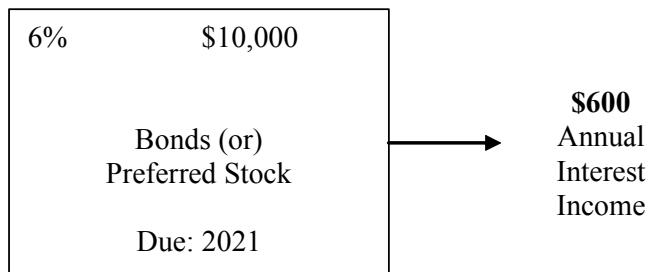 6% $10,000
Bonds (or)
Preferred Stock
Due: 2021
$600
Annual
Interest
Income